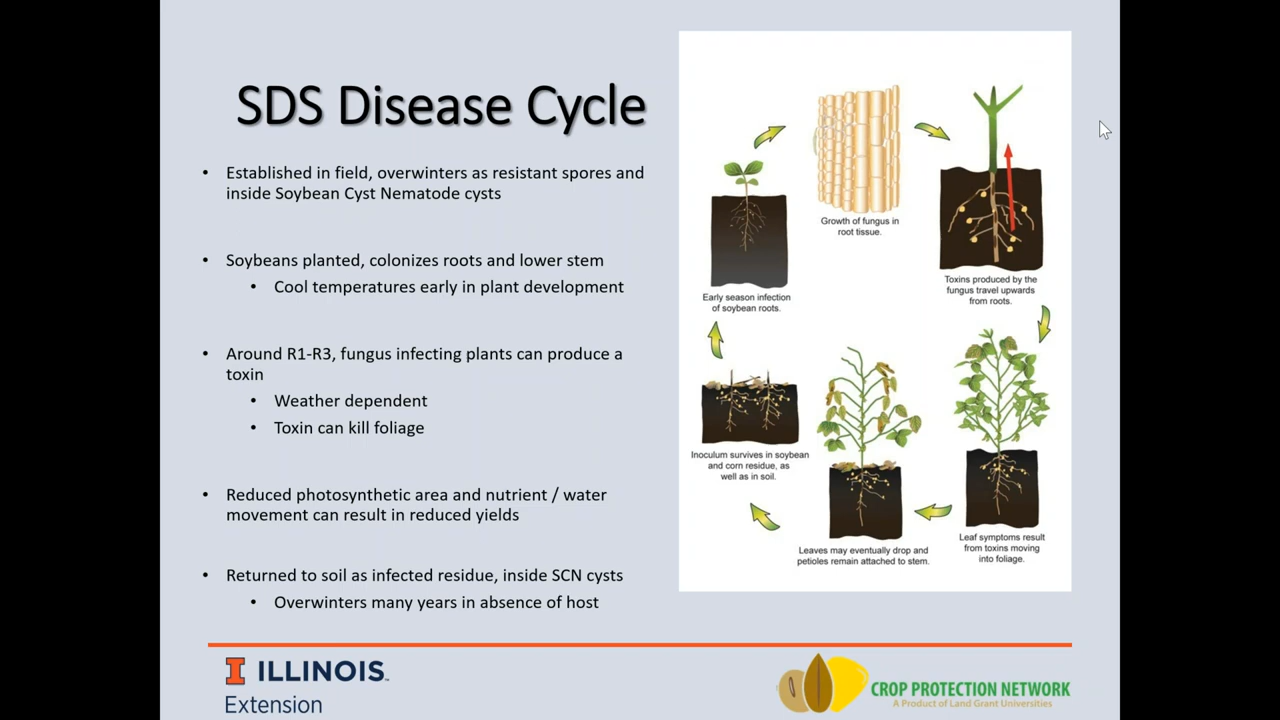 SDS Disease Cycle
• Established in field, overwinters as resistant spores and
inside Soybean Cyst Nematode cysts
• Soybeans planted, colonizes roots and lower stem
• Cool temperatures early in plant development
• Around R1-R3, fungus infecting plants can produce a
toxin
• Weather dependent
• Toxin can kill foliage
• Reduced photosynthetic area and nutrient / water
movement can result in reduced yields
• Returned to soil as infected residue, inside SCN cysts
• Overwinters many years in absence of host
Growth of fungus in
root tissue.
Toxins produced by the
fungus travel upwards
from roots.
Early season infection
of soybean roots.
Inoculum survives in soybean
and corn residue, as
well as in soil.
Leaves may eventually drop and
petioles remain attached to stem.
Leaf symptoms result
from toxins moving
into foliage.
I ILLINOIS
Extension
CROP PROTECTION NETWORK
A Product of Land Grant Universities